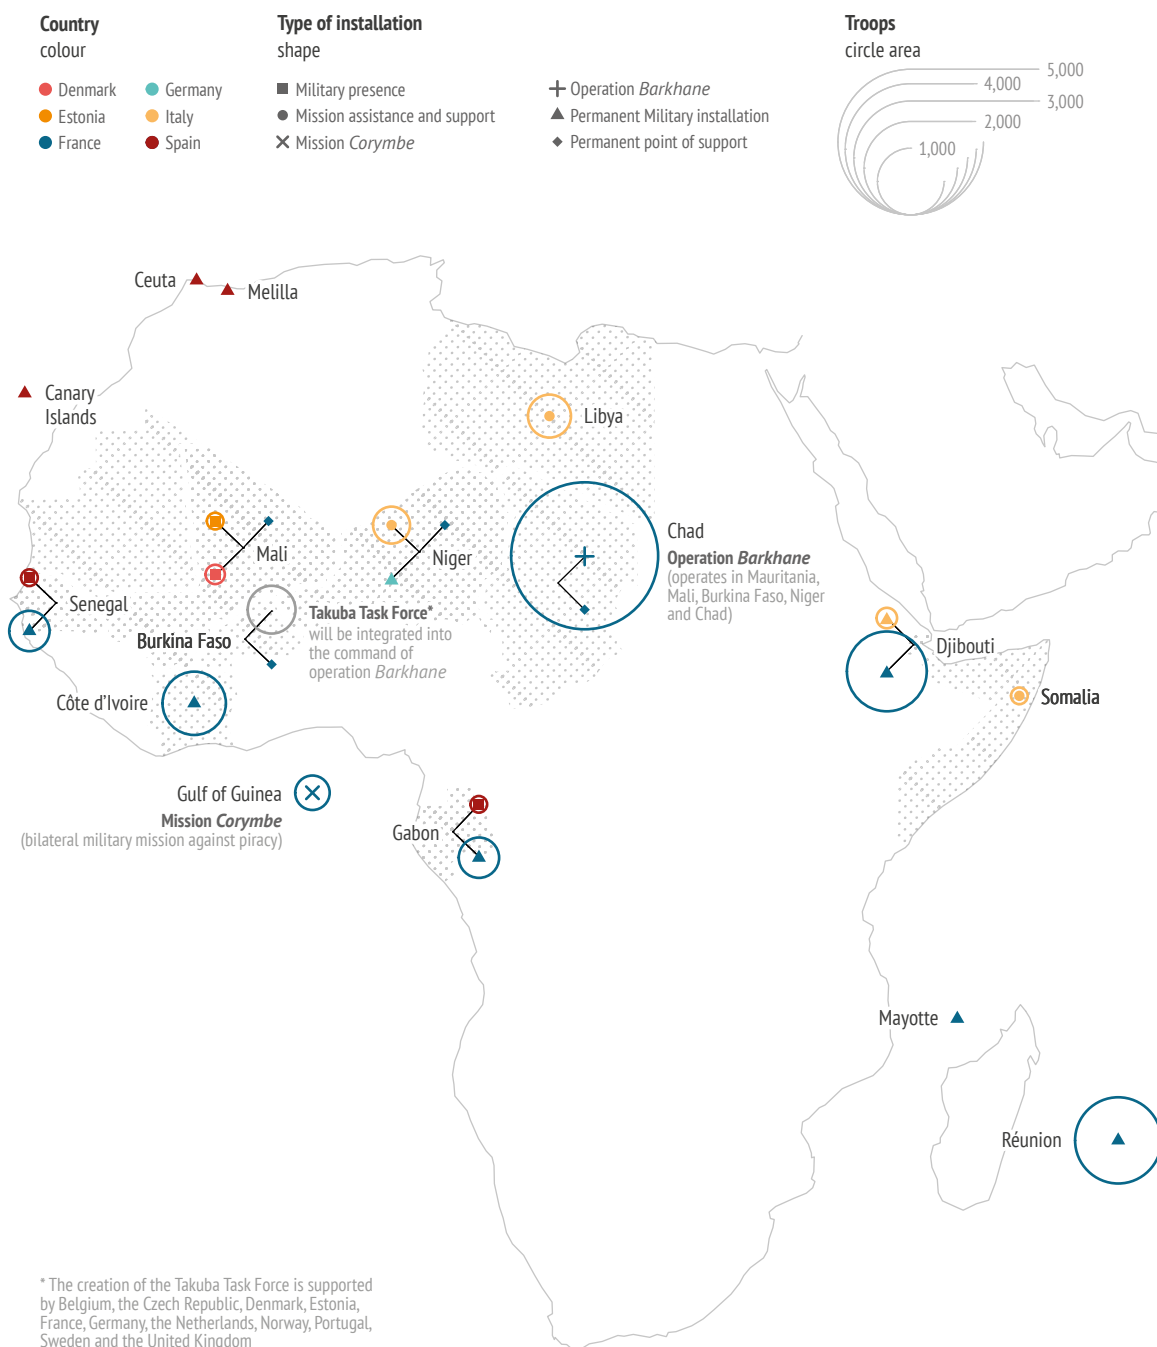 Country
colour
Denmark
Germany
Estonia
Italy
France
Spain
Type of installation
shape
Military presence
Mission assistance and support
Mission Corymbe
Operation Barkhane
Permanent Military installation
Permanent point of support
Troops
circle area
5,000
4,000
3,000
2,000
1,000
Ceuta
Melilla
Canary
Islands
Libya
Mali
Niger
Chad
Operation Barkhane
(operates in Mauritania,
Mali, Burkina Faso, Niger
and Chad)
Senegal
Takuba Task Force*
will be integrated into
the command of
operation Barkhane
Burkina Faso
Djibouti
Côte d'Ivoire
Somalia
Gulf of Guinea
Mission Corymbe
(bilateral military mission against piracy)
Gabon
Mayotte
Réunion
* The creation of the Takuba Task Force is supported
by Belgium, the Czech Republic, Denmark, Estonia,
France, Germany, the Netherlands, Norway, Portugal,
Sweden and the United Kingdom